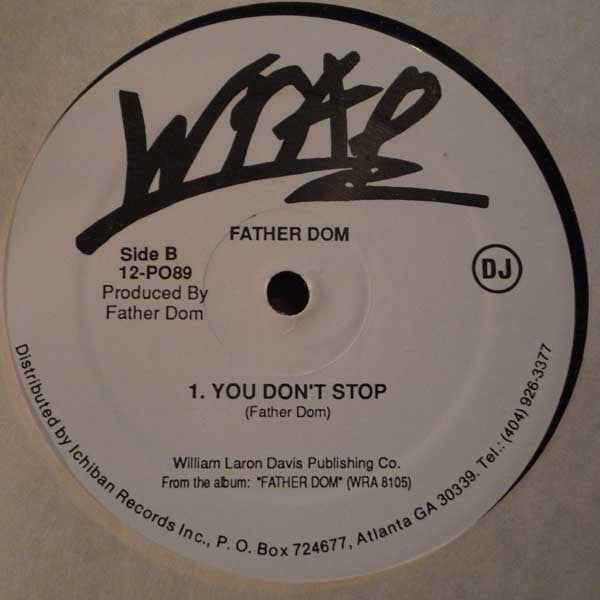 WRAP
FATHER DOM
Side B
12-PO89
Produced By
Father Dom
DJ
1. YOU DON'T STOP
(Father Dom)
William Laron Davis Publishing Co.
From the album: "FATHER DOM" (WRA 8105)
Distributed by Ichiban Records Inc., P. O. Box 724677, Atlanta GA 30339. Tel.: (404) 926-3377